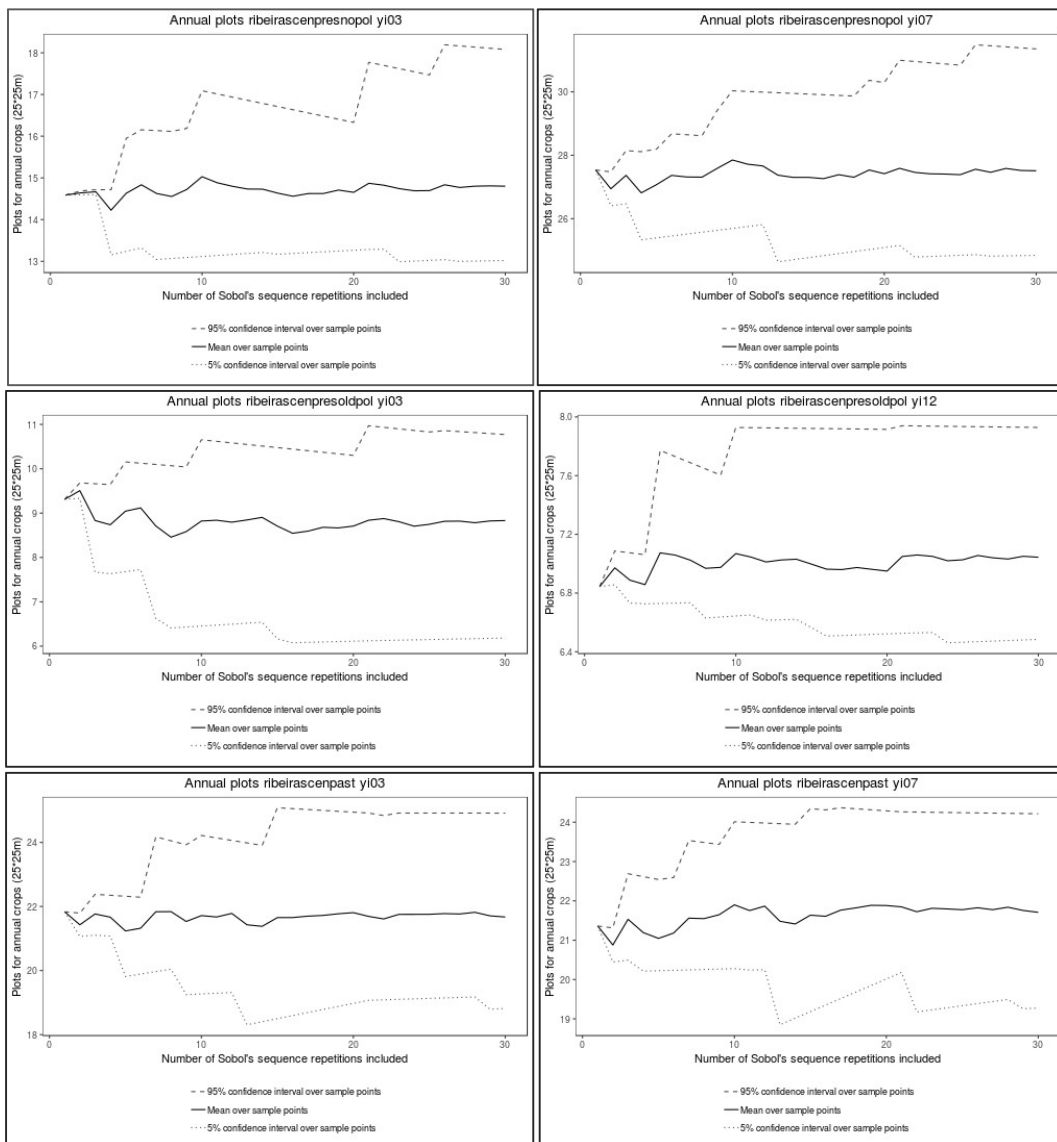 Annual plots ribeirascenpresnopol yi03
Plots for annual crops (25*25m)
18
17
16
15
14
13
0
10
20
30
Number of Sobol's sequence repetitions included
95% confidence interval over sample points
Mean over sample points
5% confidence interval over sample points
Annual plots ribeirascenpresnopol yi07
Plots for annual crops (25*25m)
30
28
26
0
10
20
30
Number of Sobol's sequence repetitions included
95% confidence interval over sample points
Mean over sample points
5% confidence interval over sample points
Annual plots ribeirascenpresoldpol yi03
Plots for annual crops (25*25m)
11
10
9
8
7
6
0
10
20
30
Number of Sobol's sequence repetitions included
95% confidence interval over sample points
Mean over sample points
5% confidence interval over sample points
Annual plots ribeirascenpresoldpol yi12
Plots for annual crops (25*25m)
8.0
7.6
7.2
6.8
6.4
0
10
20
30
Number of Sobol's sequence repetitions included
95% confidence interval over sample points
Mean over sample points
5% confidence interval over sample points
Annual plots ribeirascenpast yi03
Plots for annual crops (25*25m)
24
22
20
18
0
10
20
30
Number of Sobol's sequence repetitions included
95% confidence interval over sample points
Mean over sample points
5% confidence interval over sample points
Annual plots ribeirascenpast yi07
Plots for annual crops (25*25m)
24
23
22
21
20
19
0
10
20
30
Number of Sobol's sequence repetitions included
95% confidence interval over sample points
Mean over sample points
5% confidence interval over sample points